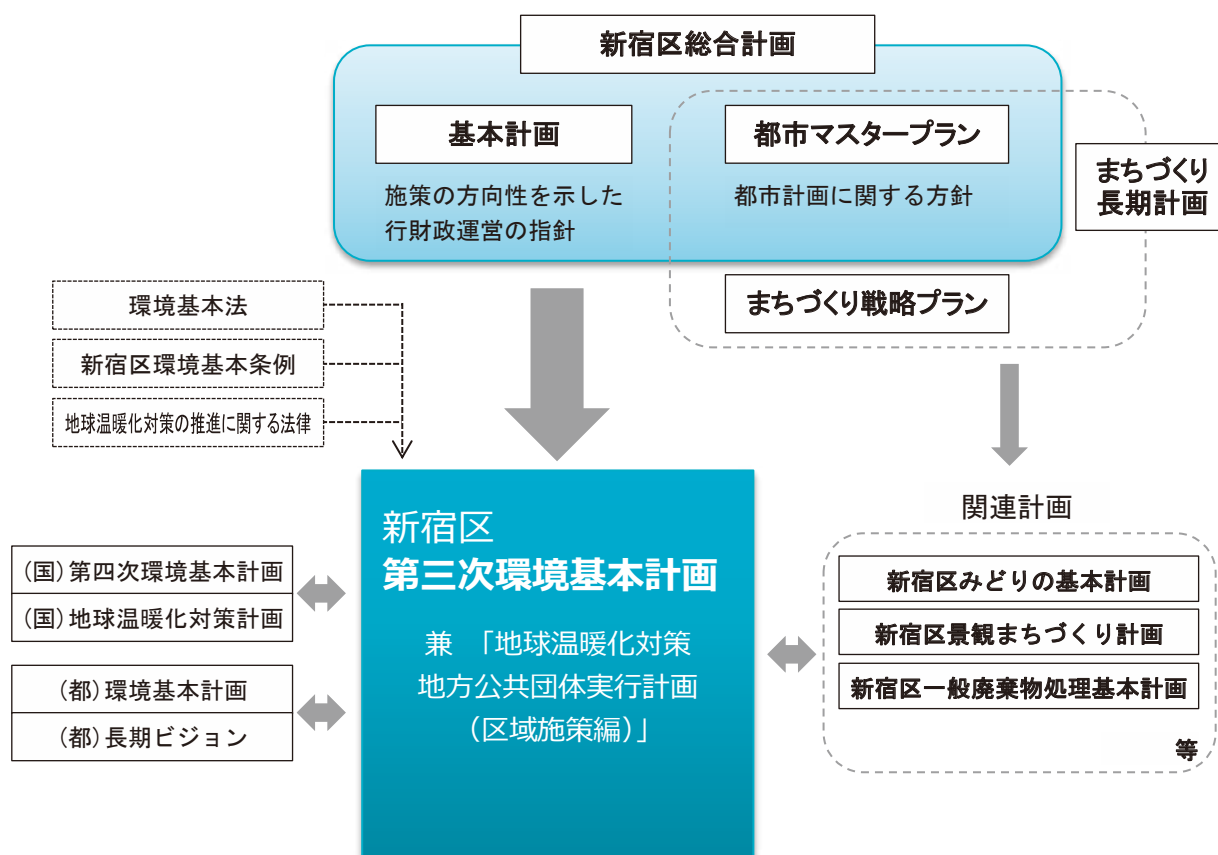 新宿区総合計画
基本計画
施策の方向性を示した
行財政運営の指針
都市マスタープラン
都市計画に関する方針
まちづくり
長期計画
まちづくり戦略プラン
環境基本法
新宿区環境基本条例
地球温暖化対策の推進に関する法律
新宿区
第三次環境基本計画
兼 「地球温暖化対策
地方公共団体実行計画
（区域施策編）」
(国)第四次環境基本計画
(国)地球温暖化対策計画
(都)環境基本計画
(都)長期ビジョン
関連計画
新宿区みどりの基本計画
新宿区景観まちづくり計画
新宿区一般廃棄物処理基本計画
等